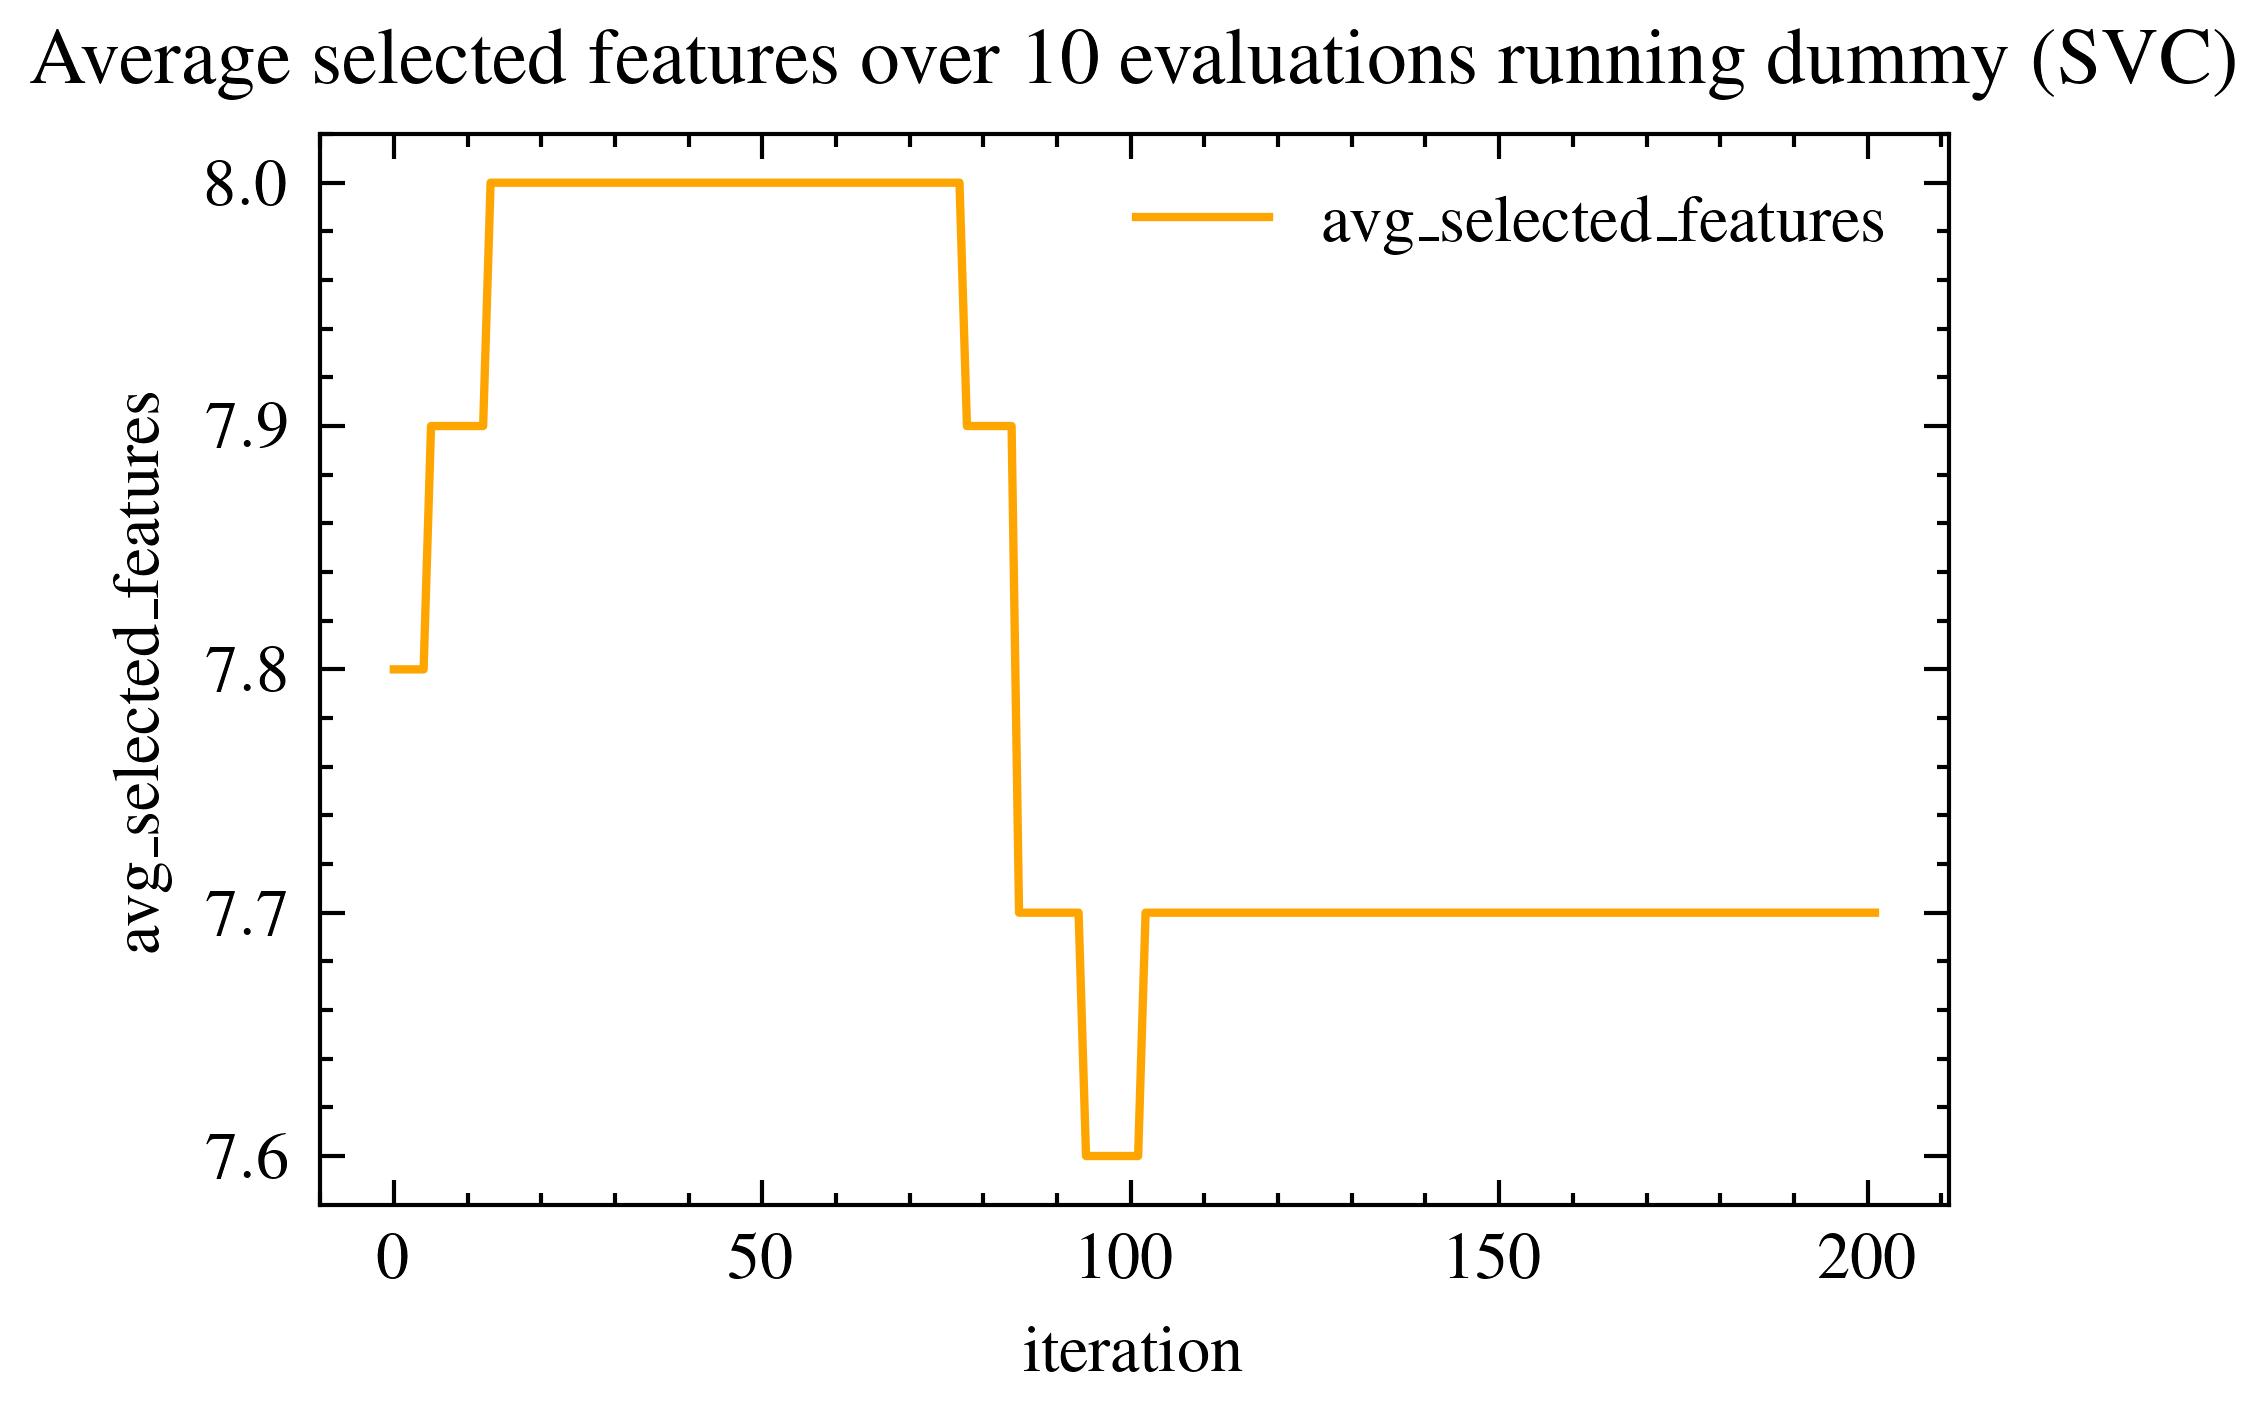 Average selected features over 10 evaluations running dummy (SVC)
8.0
7.9
7.8
7.7
7.6
avg_selected_features
avg_selected_features
0 50 100 150 200
iteration